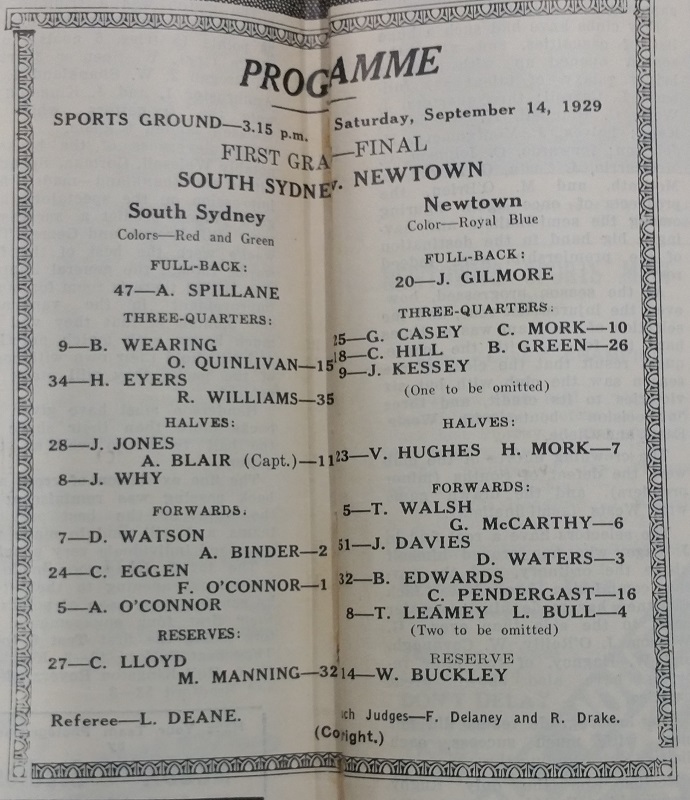 PROGAMME
SPORTS GROUND—3.15 p.m. Saturday, September 14, 1929
FIRST GRA—FINAL
SOUTH SYDNEv. NEWTOWN
South Sydney
Colors—Red and Green
FULL-BACK:
47—A. SPILLANE
THREE-QUARTERS:
9—B. WEARING
O. QUINLIVAN—15
34—H. EYERS
R. WILLIAMS—35
HALVES:
28—J. JONES
A. BLAIR (Capt.)—11
8—J. WHY
FORWARDS:
7—D. WATSON
A. BINDER—2
24—C. EGGEN
F. O'CONNOR—1
5—A. O'CONNOR
RESERVES:
27—C. LLOYD
M. MANNING—32
Referee—L. DEANE.
Newtown
Color—Royal Blue
FULL-BACK:
20—J. GILMORE
THREE-QUARTERS:
25—G. CASEY C. MORK—10
18—C. HILL B. GREEN—26
9—J. KESSEY
(One to be omitted)
HALVES:
23—V. HUGHES H. MORK—7
FORWARDS:
5—T. WALSH
G. McCARTHY—6
51—J. DAVIES
D. WATERS—3
32—B. EDWARDS
C. PENDERGAST—16
8—T. LEAMEY L. BULL—4
(Two to be omitted)
RESERVE
14—W. BUCKLEY
ch Judges—F. Delaney and R. Drake.
(Coright.)